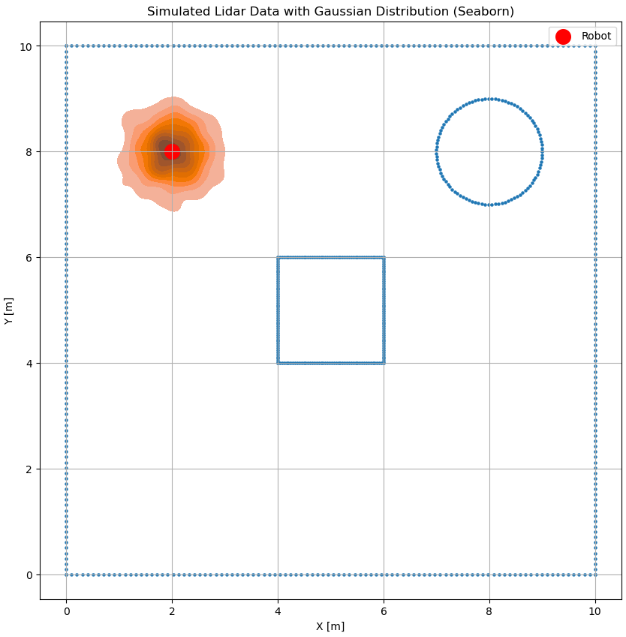 Simulated Lidar Data with Gaussian Distribution (Seaborn)
Robot
10
8
6
4
2
0
Y [m]
0 2 4 6 8 10
X [m]